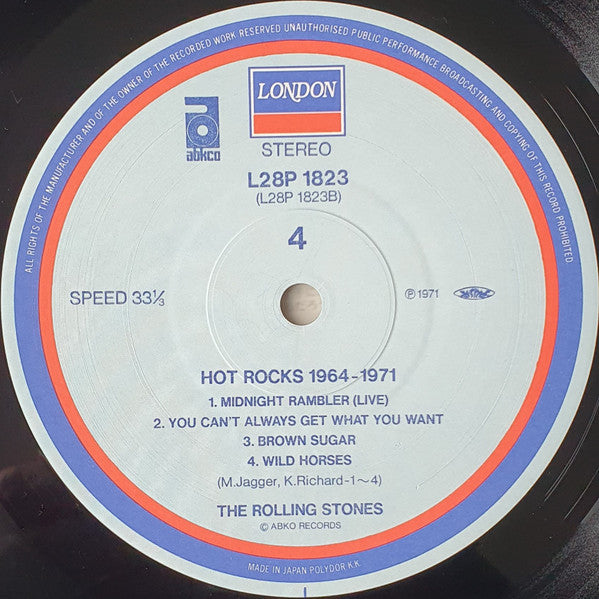 ALL RIGHTS OF THE MANUFACTURER AND OF THE OWNER OF THE RECORDED WORK RESERVED UNAUTHORISED PUBLIC PERFORMANCE BROADCASTING AND COPYING OF THIS RECORD PROHIBITED
LONDON
abkco
STEREO
L28P 1823
(L28P 1823B)
4
SPEED 33⅓
Ⓟ 1971
HOT ROCKS 1964-1971
1. MIDNIGHT RAMBLER (LIVE)
2. YOU CAN'T ALWAYS GET WHAT YOU WANT
3. BROWN SUGAR
4. WILD HORSES
(M.Jagger, K.Richard-1～4)
THE ROLLING STONES
© ABKO RECORDS
MADE IN JAPAN POLYDOR K.K.